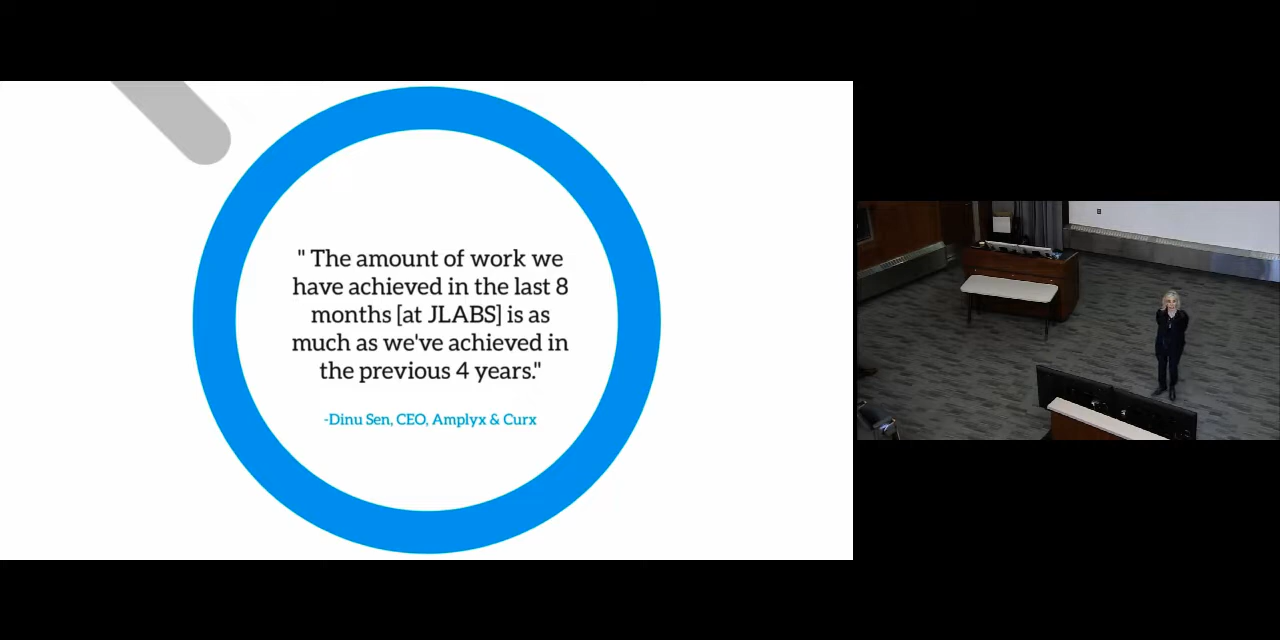 " The amount of work we
have achieved in the last 8
months [at JLABS] is as
much as we've achieved in
the previous 4 years."
-Dinu Sen, CEO, Amplyx & Curx